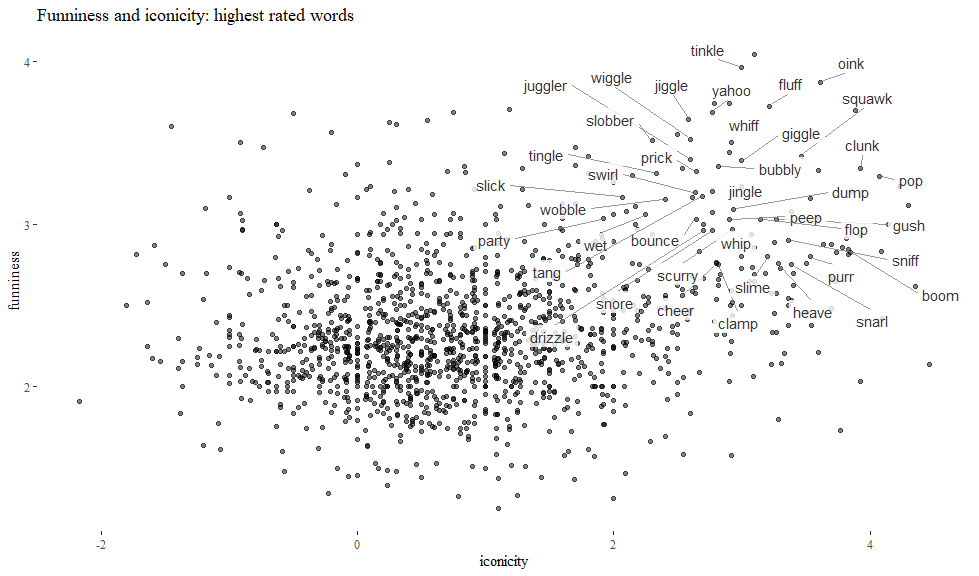 Funniness and iconicity: highest rated words
tinkle
oink
wiggle
juggler
jiggle
fluff
yahoo
squawk
slobber
whiff
giggle
clunk
tingle
prick
bubbly
swirl
pop
slick
jingle
dump
wobble
peep
gush
flop
party
wet
bounce
whip
sniff
tang
scurry
purr
slime
boom
snore
cheer
heave
clamp
snarl
drizzle
4
3
2
funniness
-2
0
2
4
iconicity